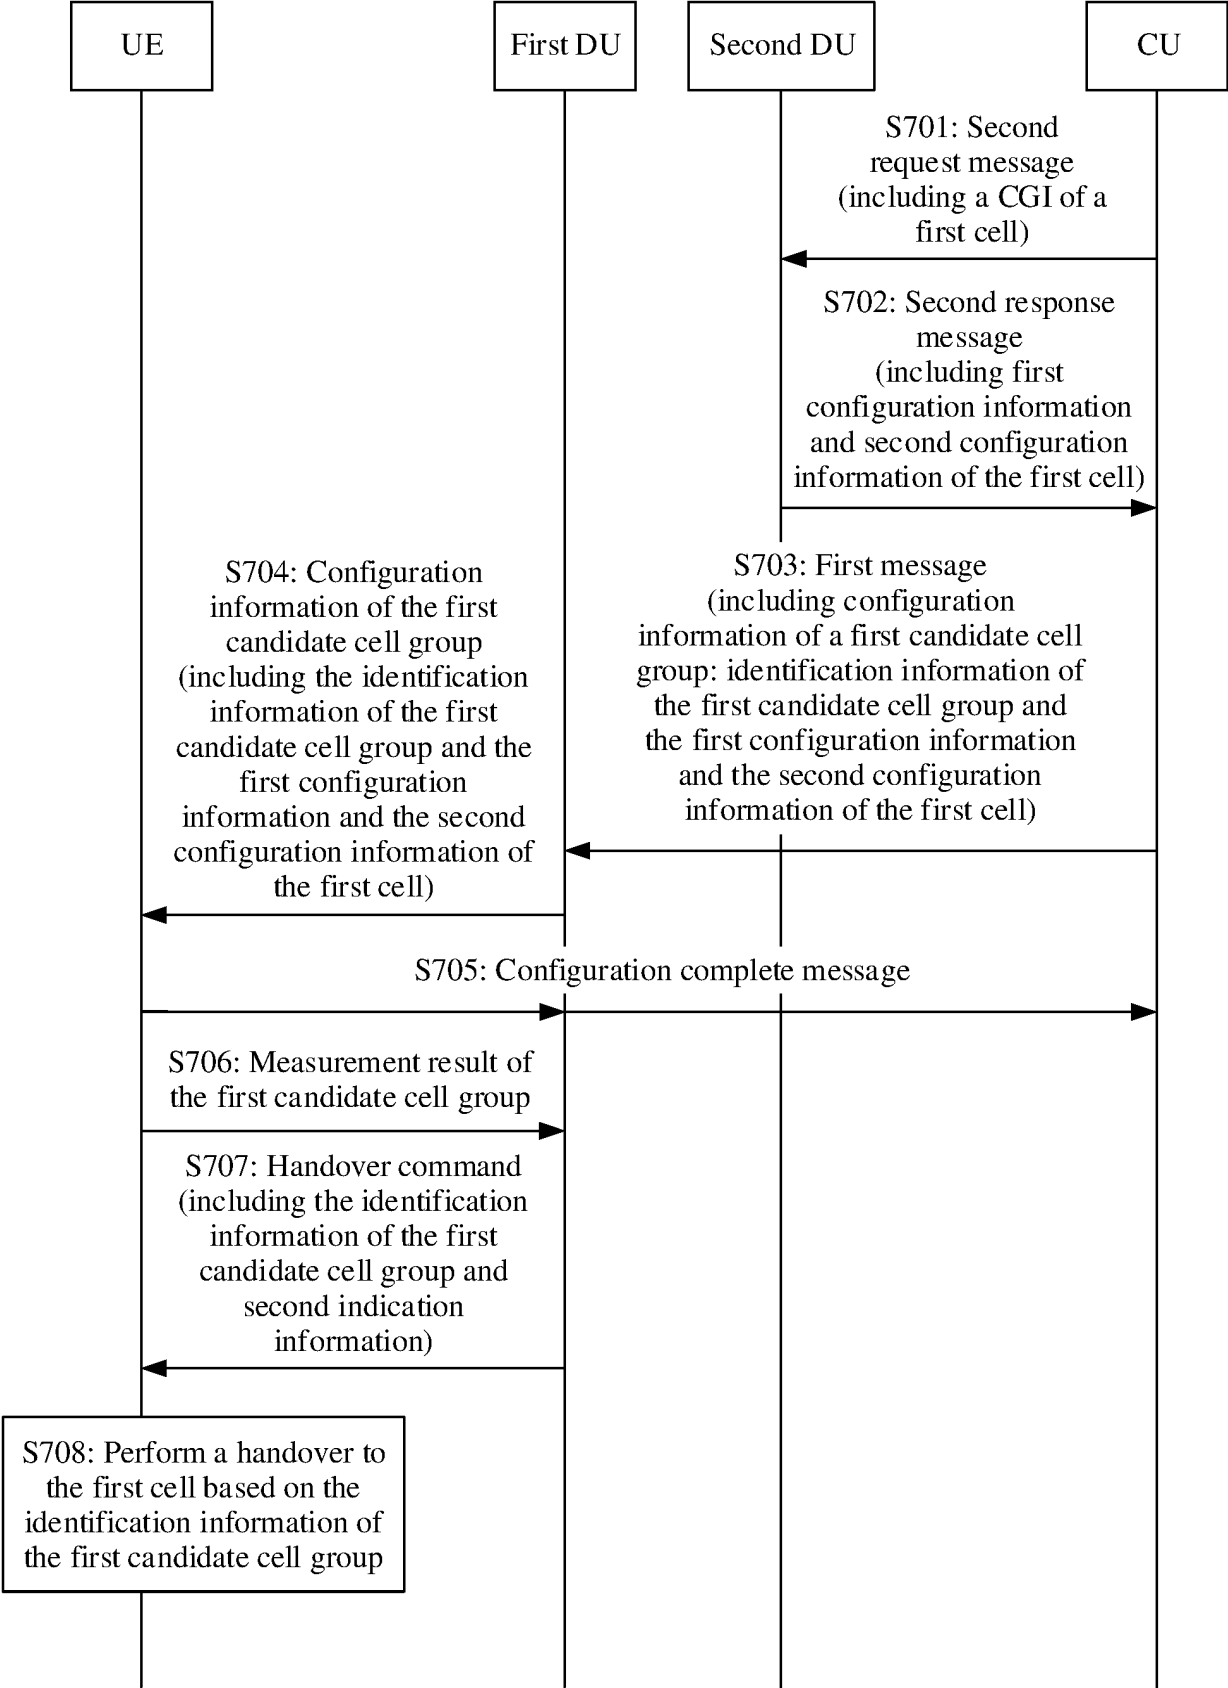 UE
First DU
Second DU
CU
S701: Second
request message
(including a CGI of a
first cell)
S702: Second response
message
(including first
configuration information
and second configuration
information of the first cell)
S703: First message
(including configuration
information of a first candidate cell
group: identification information of
the first candidate cell group and
the first configuration information
and the second configuration
information of the first cell)
S704: Configuration
information of the first
candidate cell group
(including the identification
information of the first
candidate cell group and the
first configuration
information and the second
configuration information of
the first cell)
S705: Configuration complete message
S706: Measurement result of
the first candidate cell group
S707: Handover command
(including the identification
information of the first
candidate cell group and
second indication
information)
S708: Perform a handover to
the first cell based on the
identification information of
the first candidate cell group